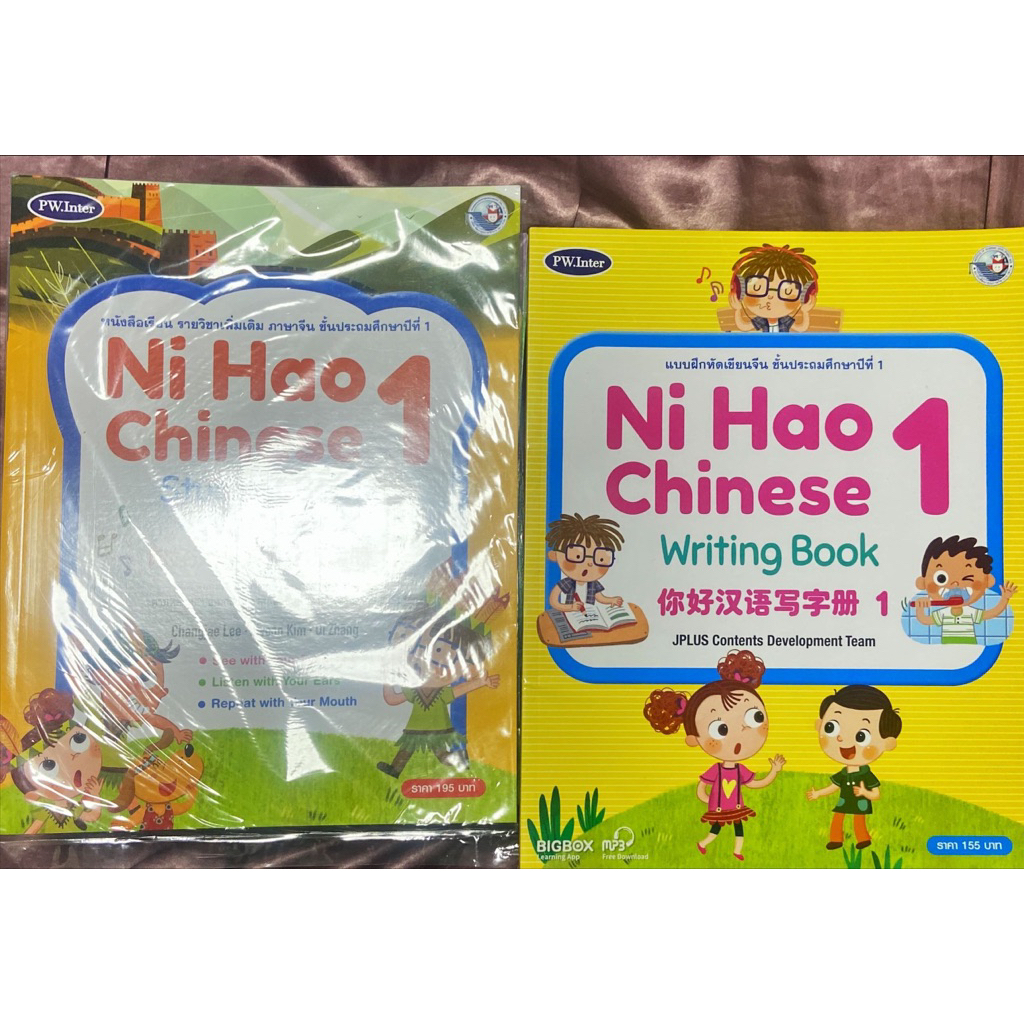 PW.Inter
หนังสือเรียน รายวิชาเพิ่มเติม ภาษาจีน ชั้นประถมศึกษาปีที่ 1
Ni Hao
Chinese 1
Changjae Lee
Kim
Zhang
See with
Listen with Your Ears
Repeat with Your Mouth
ราคา 195 บาท
PW.Inter
แบบฝึกหัดเขียนจีน ชั้นประถมศึกษาปีที่ 1
Ni Hao
Chinese 1
Writing Book
你好汉语写字册 1
JPLUS Contents Development Team
BIGBOX MP3
Learning App Free Download
ราคา 155 บาท